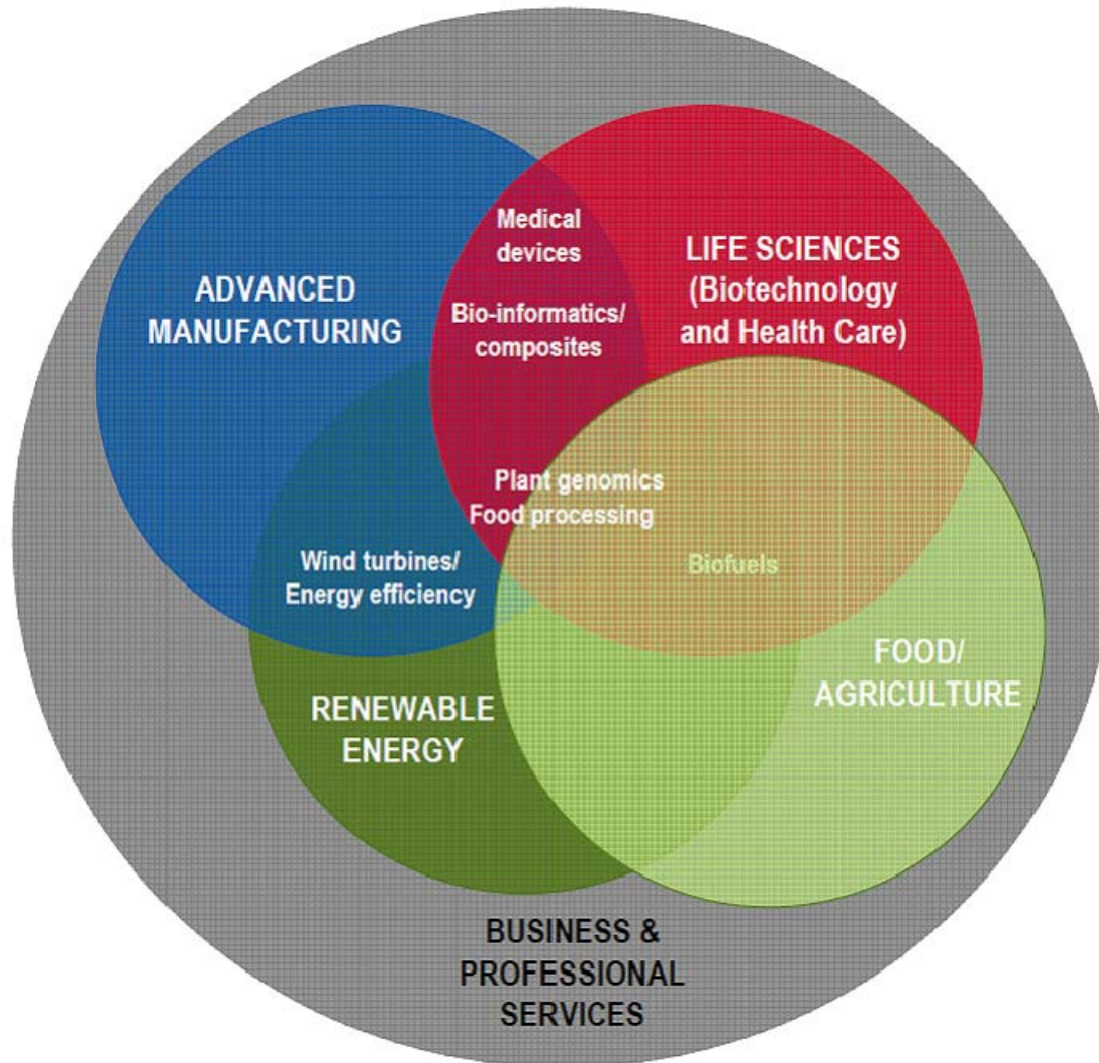 Medical
devices
ADVANCED
MANUFACTURING
Bio-informatics/
composites
LIFE SCIENCES
(Biotechnology
and Health Care)
Plant genomics
Food processing
Wind turbines/
Energy efficiency
Biofuels
RENEWABLE
ENERGY
FOOD/
AGRICULTURE
BUSINESS &
PROFESSIONAL
SERVICES